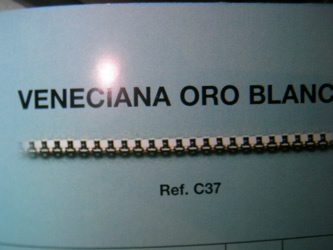 VENECIANA ORO BLANC
Ref. C37